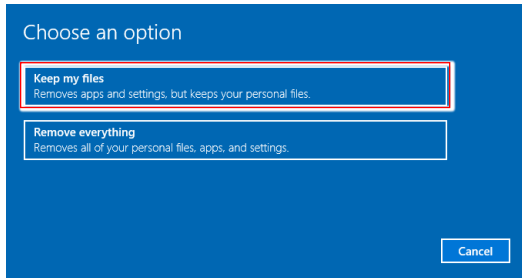 Choose an option
Keep my files
Removes apps and settings, but keeps your personal files.
Remove everything
Removes all of your personal files, apps, and settings.
Cancel